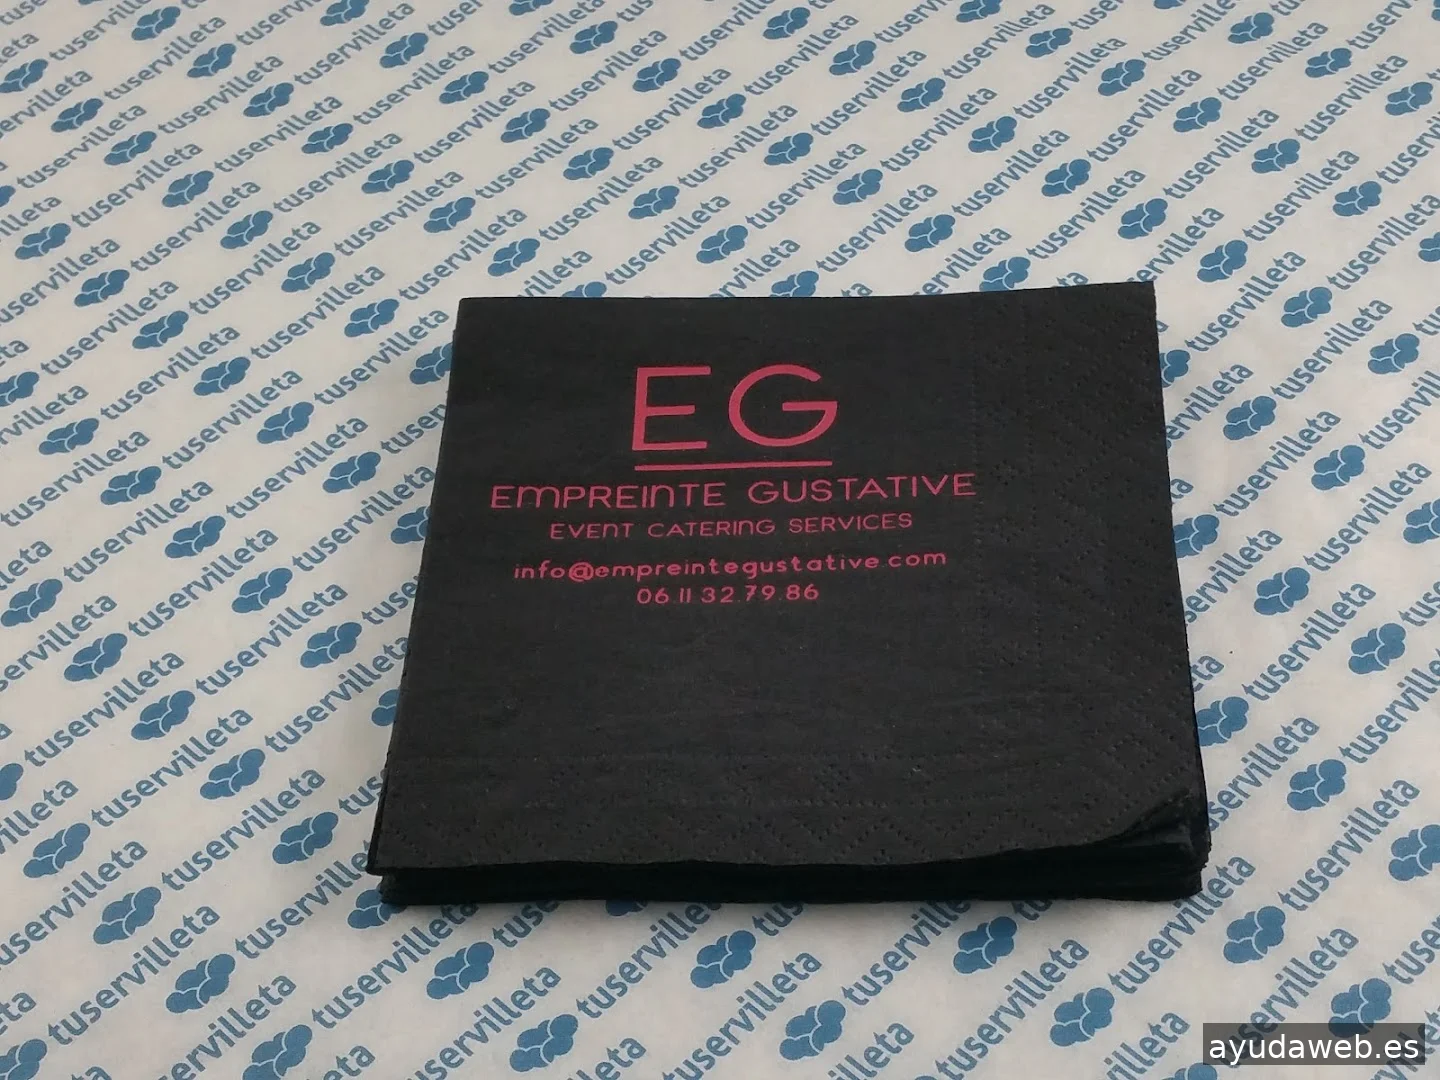 EG
EMPREINTE GUSTATIVE
EVENT CATERING SERVICES
info@empreintegustative.com
06.11.32.79.86
tuservilleta
ayudaweb.es